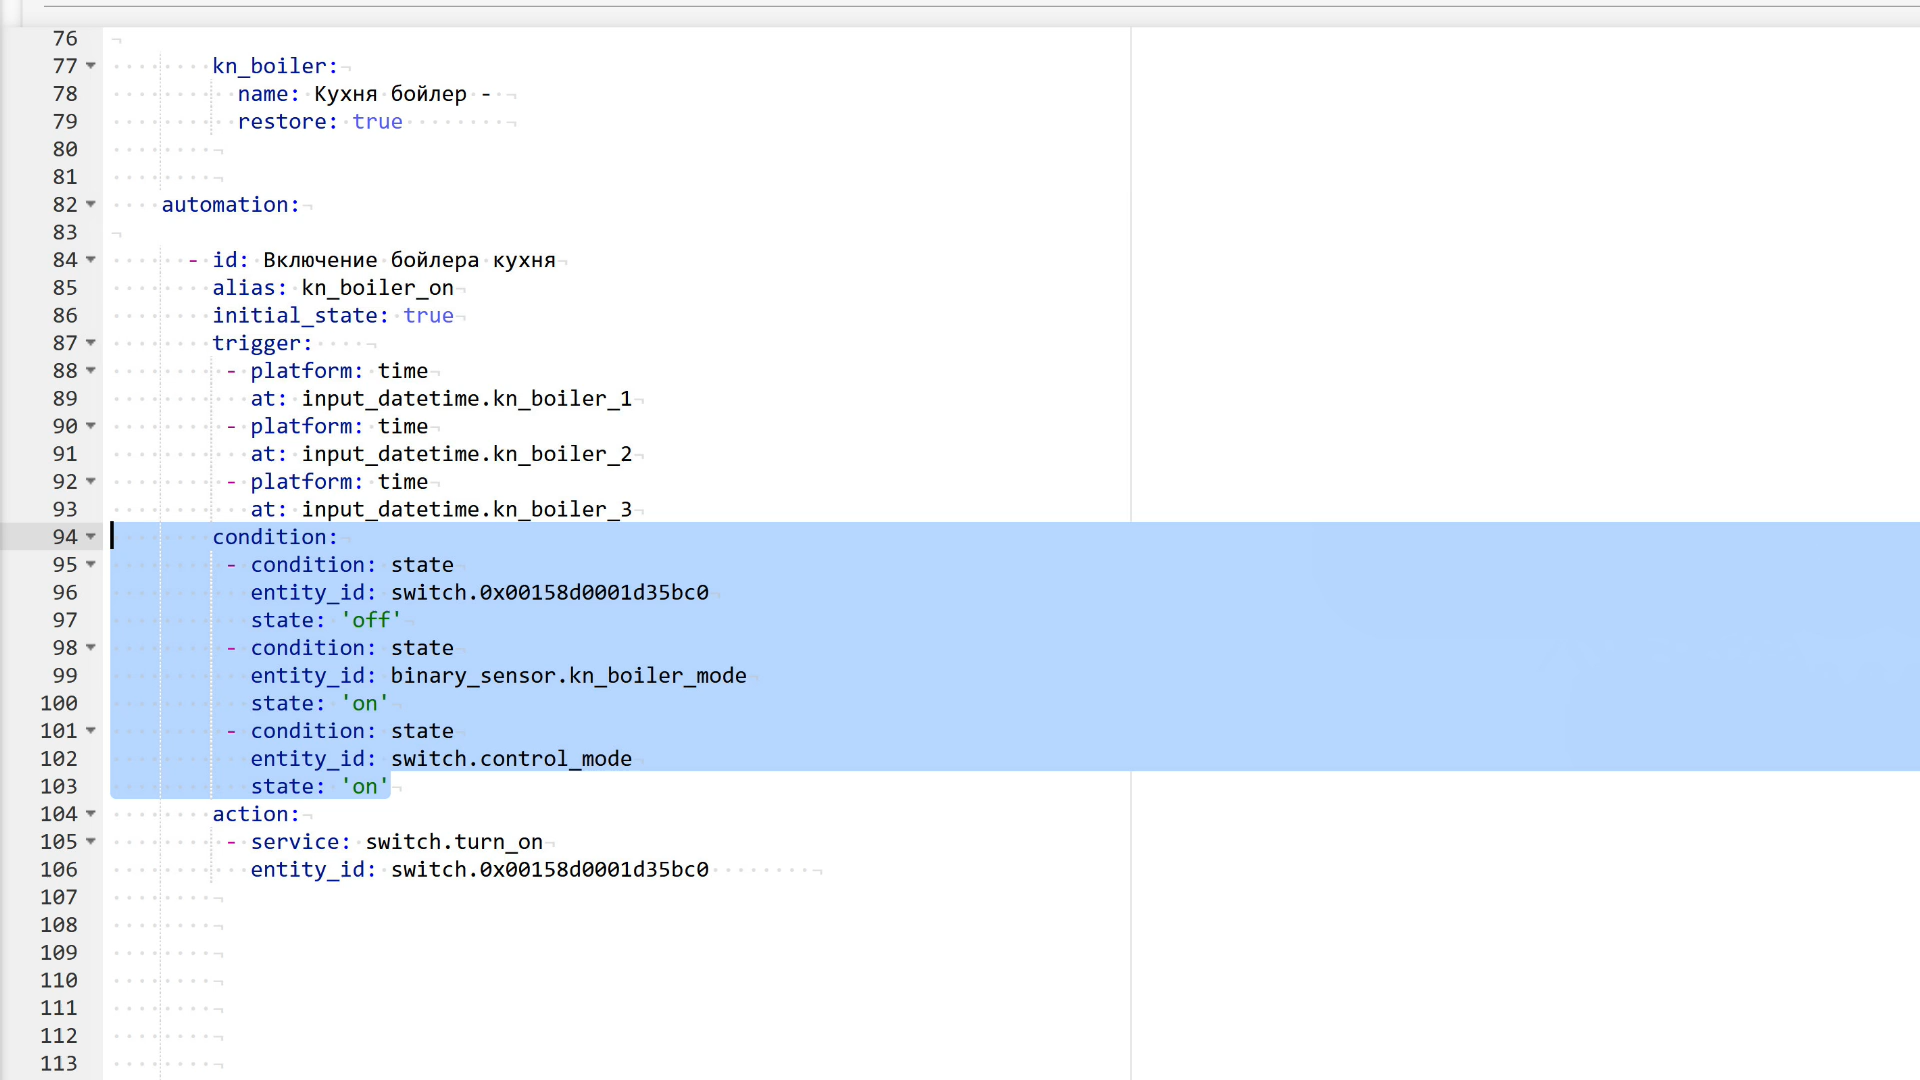 76
77 kn_boiler:
78 name: Кухня бойлер -
79 restore: true
80
81
82 automation:
83
84 - id: Включение бойлера кухня
85 alias: kn_boiler_on
86 initial_state: true
87 trigger:
88 - platform: time
89 at: input_datetime.kn_boiler_1
90 - platform: time
91 at: input_datetime.kn_boiler_2
92 - platform: time
93 at: input_datetime.kn_boiler_3
94 condition:
95 - condition: state
96 entity_id: switch.0x00158d0001d35bc0
97 state: 'off'
98 - condition: state
99 entity_id: binary_sensor.kn_boiler_mode
100 state: 'on'
101 - condition: state
102 entity_id: switch.control_mode
103 state: 'on'
104 action:
105 - service: switch.turn_on
106 entity_id: switch.0x00158d0001d35bc0
107
108
109
110
111
112
113